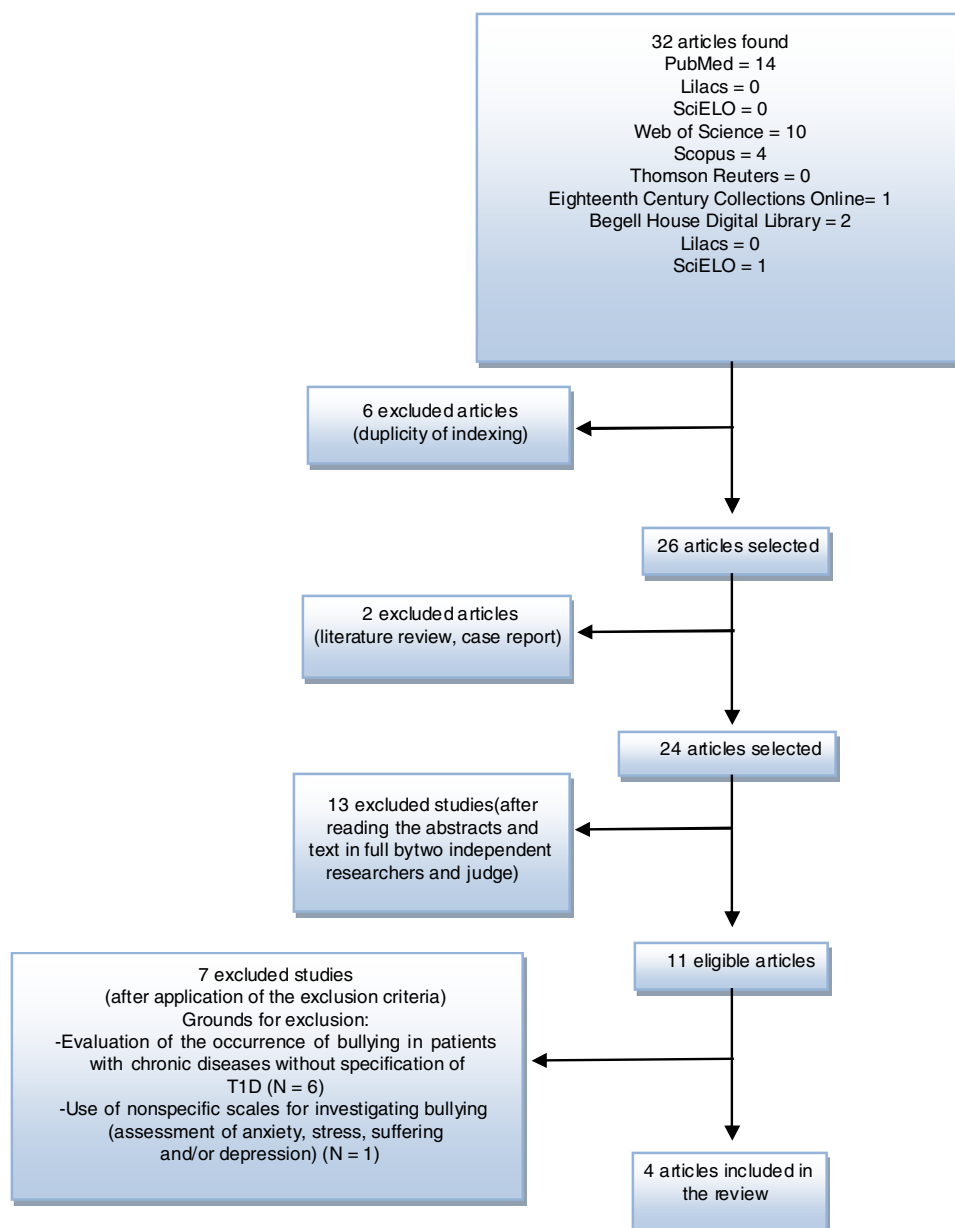 32 articles found
PubMed = 14
Lilacs = 0
SciELO = 0
Web of Science = 10
Scopus = 4
Thomson Reuters = 0
Eighteenth Century Collections Online= 1
Begell House Digital Library = 2
Lilacs = 0
SciELO = 1
6 excluded articles
(duplicity of indexing)
26 articles selected
2 excluded articles
(literature review, case report)
24 articles selected
13 excluded studies(after
reading the abstracts and
text in full bytwo independent
researchers and judge)
11 eligible articles
7 excluded studies
(after application of the exclusion criteria)
Grounds for exclusion:
-Evaluation of the occurrence of bullying in patients
with chronic diseases without specification of
T1D (N = 6)
-Use of nonspecific scales for investigating bullying
(assessment of anxiety, stress, suffering
and/or depression) (N = 1)
4 articles included in
the review